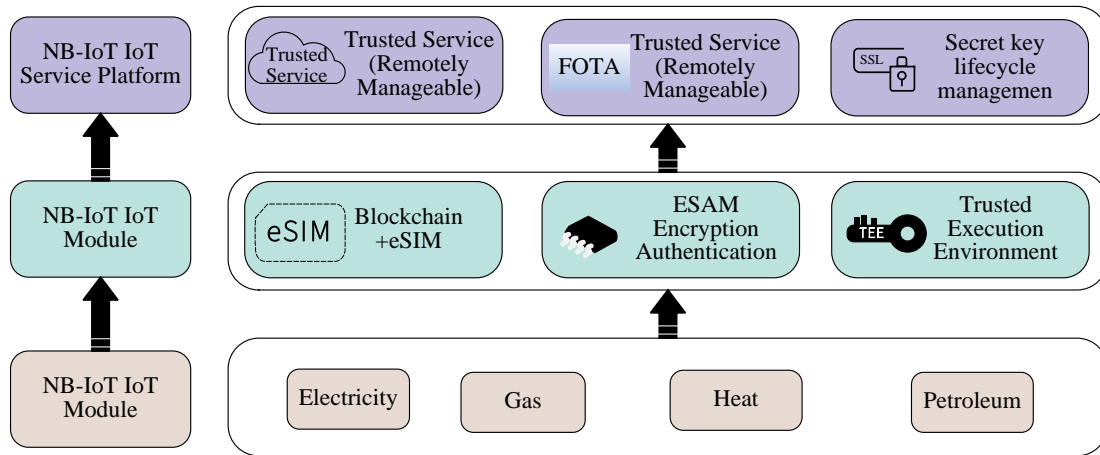 NB-IoT IoT
Service Platform
Trusted
Service
Trusted Service
(Remotely
Manageable)
FOTA
Trusted Service
(Remotely
Manageable)
SSL
Secret key
lifecycle
managemen
NB-IoT IoT
Module
eSIM
Blockchain
+eSIM
ESAM
Encryption
Authentication
TEE
Trusted
Execution
Environment
NB-IoT IoT
Module
Electricity
Gas
Heat
Petroleum